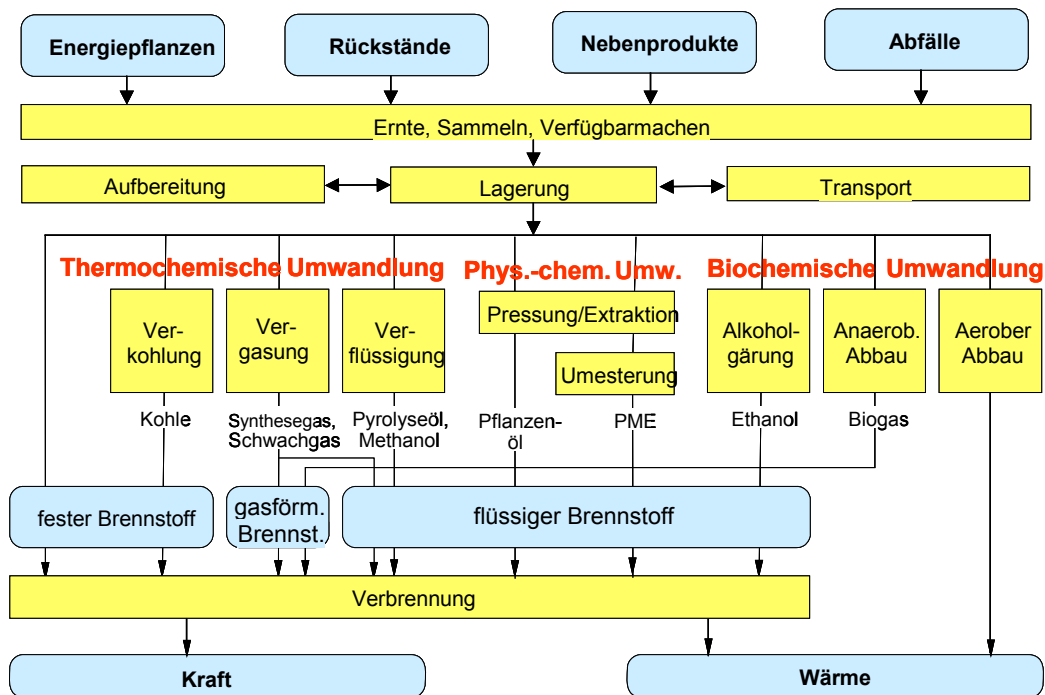 Energiepflanzen
Rückstände
Nebenprodukte
Abfälle
Ernte, Sammeln, Verfügbarmachen
Aufbereitung
Lagerung
Transport
Thermochemische Umwandlung
Phys.-chem. Umw.
Biochemische Umwandlung
Ver-
kohlung
Ver-
gasung
Ver-
flüssigung
Pressung/Extraktion
Umesterung
Alkohol-
gärung
Anaerob.
Abbau
Aerober
Abbau
Kohle
Synthesegas,
Schwachgas
Pyrolyseöl,
Methanol
Pflanzen-
öl
PME
Ethanol
Biogas
fester Brennstoff
gasförm.
Brennst.
flüssiger Brennstoff
Verbrennung
Kraft
Wärme